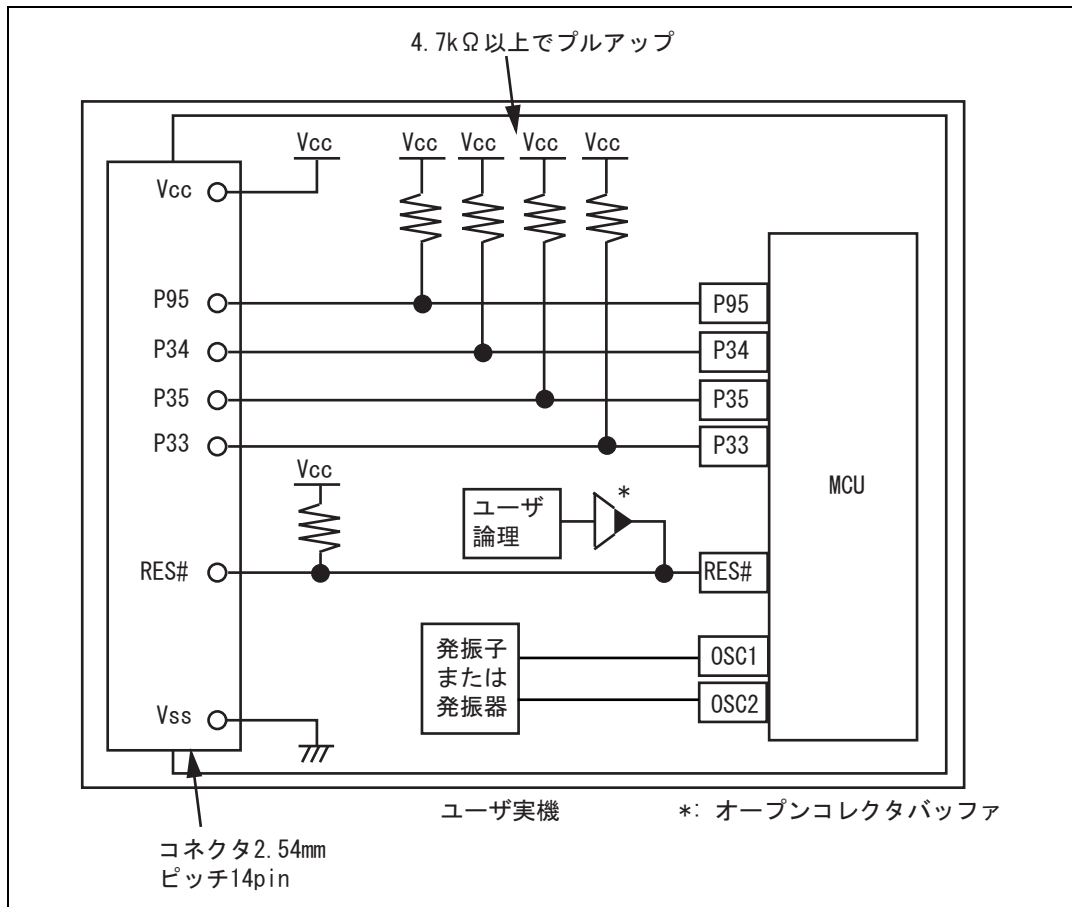 4.7kΩ以上でプルアップ
Vcc
Vcc
Vcc
Vcc
Vcc
Vcc
P95
P95
P34
P34
P35
P35
P33
P33
Vcc
MCU
ユーザ
論理
*
RES#
RES#
発振子
または
発振器
OSC1
OSC2
Vss
ユーザ実機
*: オープンコレクタバッファ
コネクタ2.54mm
ピッチ14pin